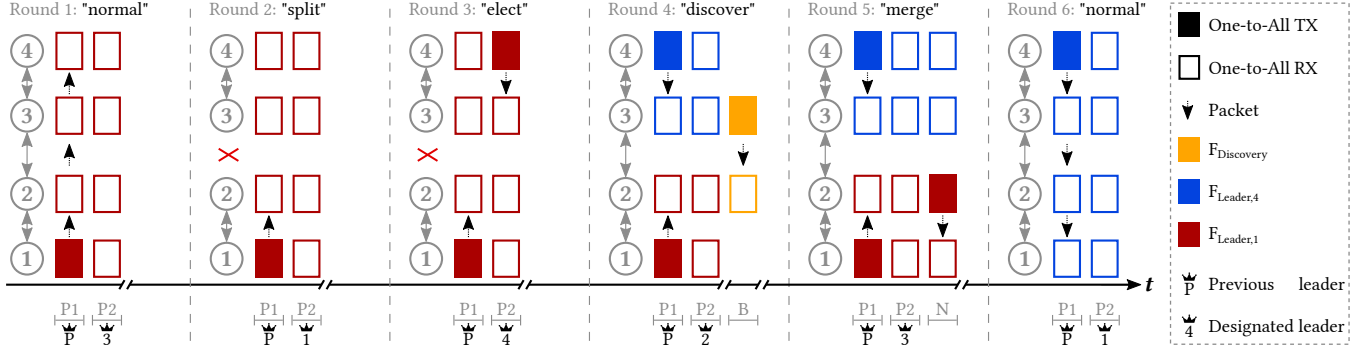 Round 1: "normal"
Round 2: "split"
Round 3: "elect"
Round 4: "discover"
Round 5: "merge"
Round 6: "normal"
4 4 4 4 4 4
3 3 3 3 3 3
2 2 2 2 2 2
1 1 1 1 1 1
t
P1 P2 P1 P2 P1 P2 P1 P2 B P1 P2 N P1 P2
P 3 P 1 P 4 P 2 P 3 P 1
One-to-All TX
One-to-All RX
Packet
F_Discovery
F_Leader,4
F_Leader,1
P Previous leader
4 Designated leader